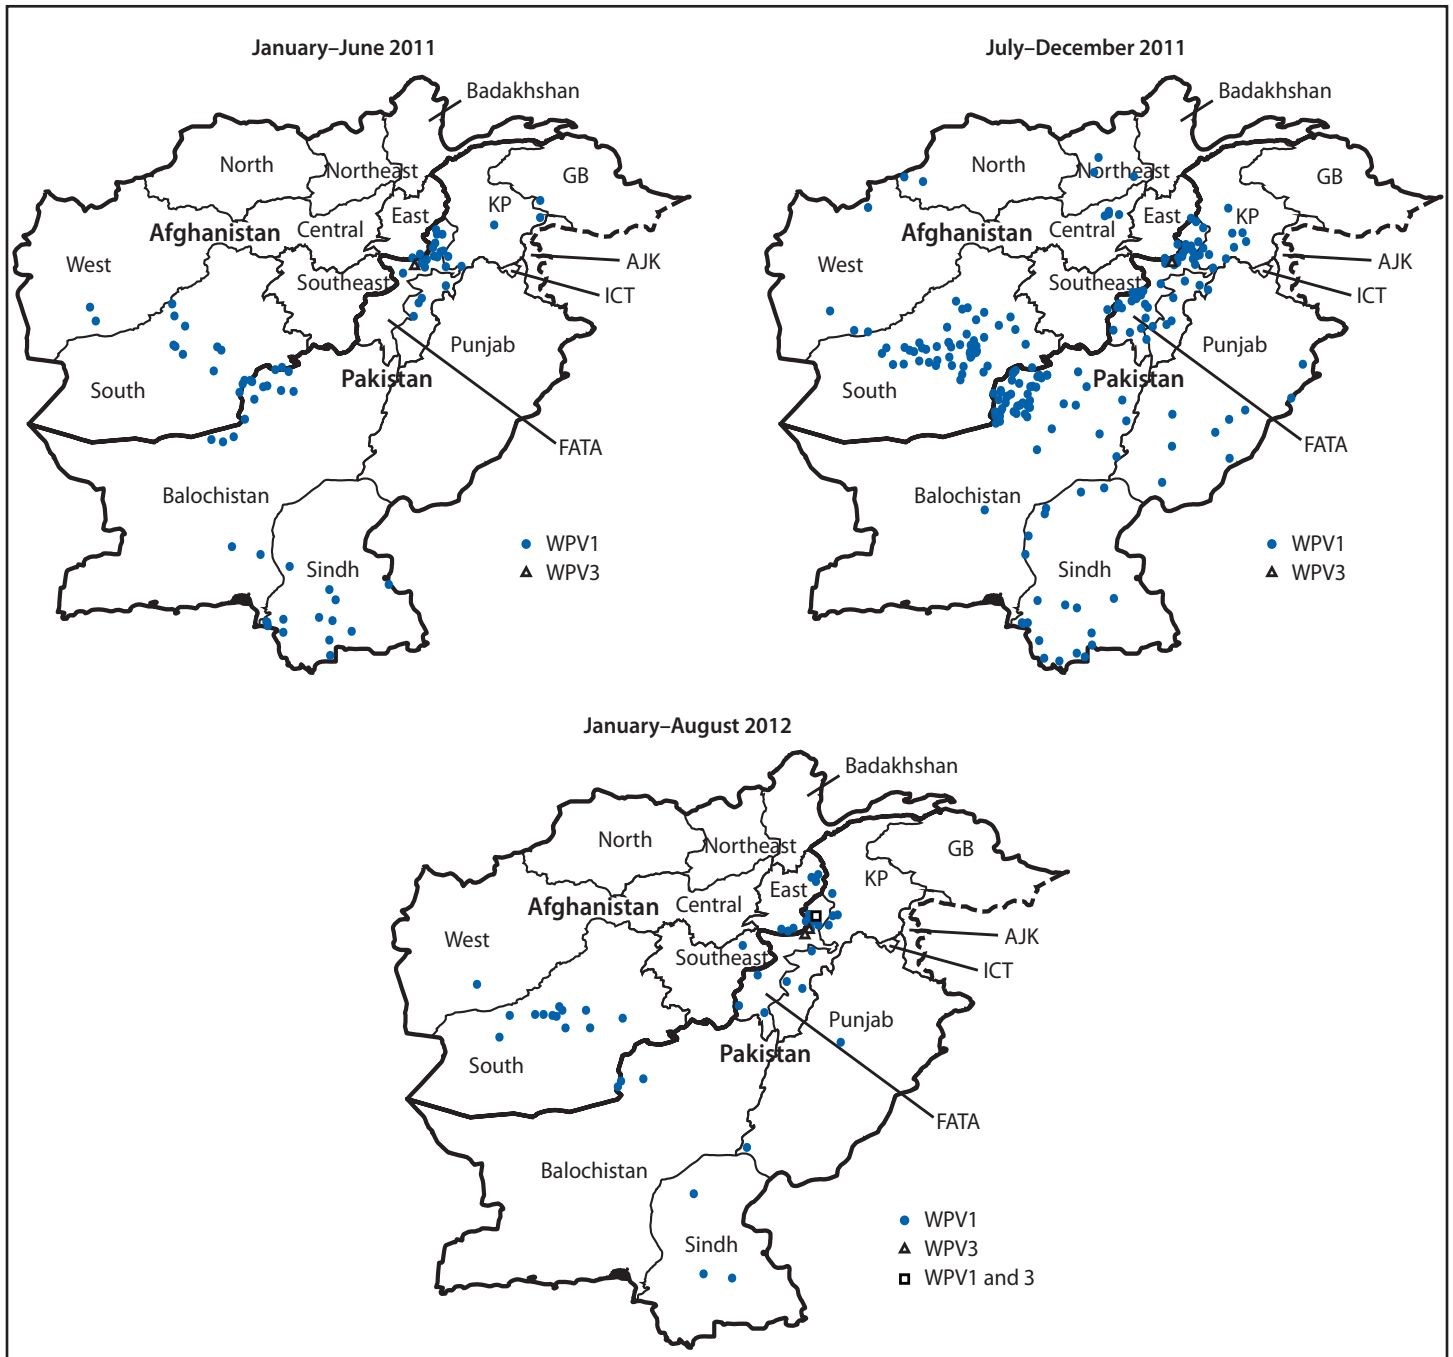 January–June 2011
Badakhshan
North
Northeast
GB
KP
East
Afghanistan
Central
West
AJK
Southeast
ICT
Punjab
Pakistan
South
FATA
Balochistan
WPV1
Sindh
WPV3
July–December 2011
Badakhshan
North
Northeast
GB
KP
East
Afghanistan
Central
West
AJK
Southeast
ICT
Punjab
Pakistan
South
FATA
Balochistan
WPV1
Sindh
WPV3
January–August 2012
Badakhshan
North
Northeast
GB
KP
East
Afghanistan
Central
West
AJK
Southeast
ICT
Punjab
Pakistan
South
FATA
Balochistan
WPV1
Sindh
WPV3
WPV1 and 3